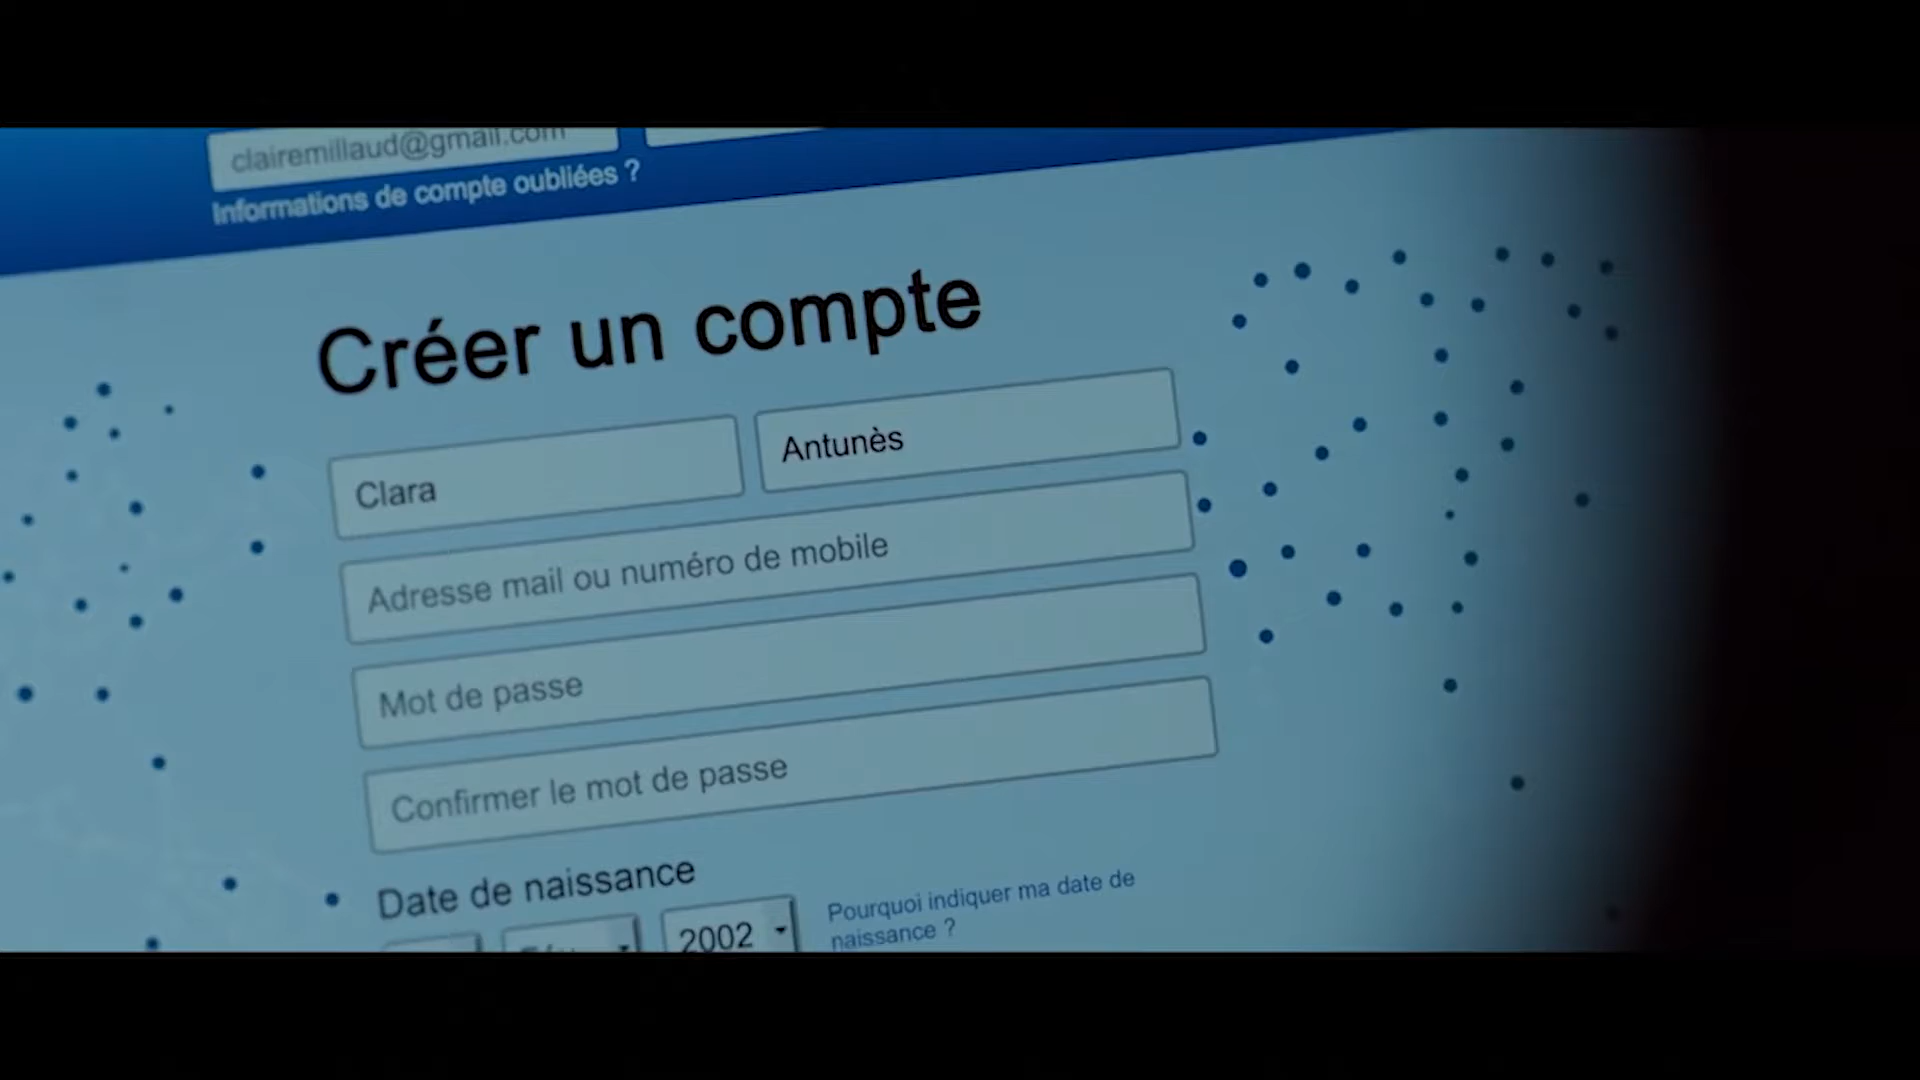 clairemillaud@gmail.com
Informations de compte oubliées ?
Créer un compte
Clara
Antunès
Adresse mail ou numéro de mobile
Mot de passe
Confirmer le mot de passe
Date de naissance
2002
Pourquoi indiquer ma date de
naissance ?